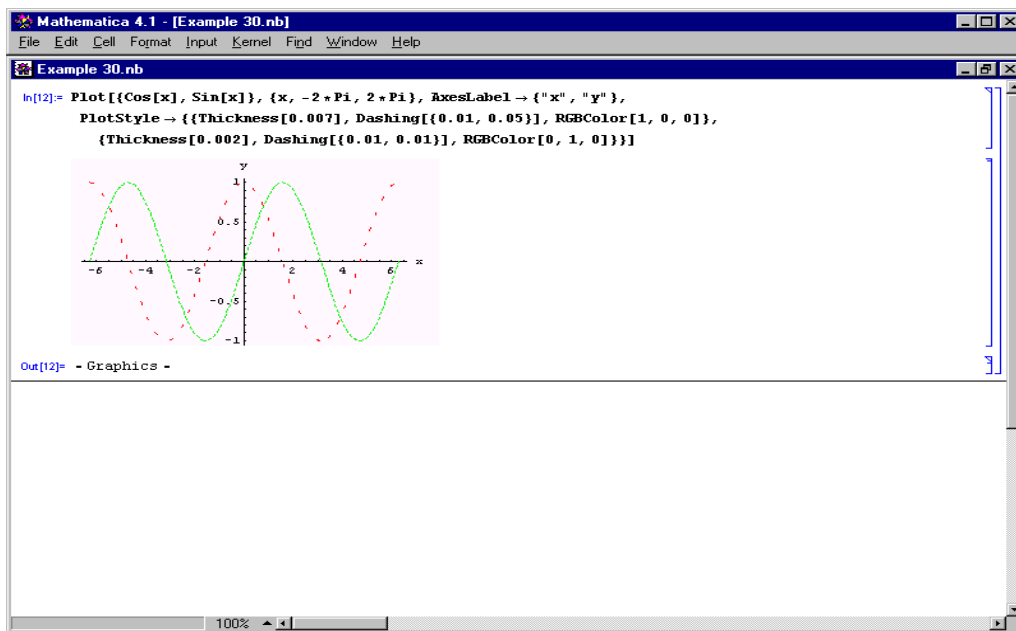 Mathematica 4.1 - [Example 30.nb]
File Edit Cell Format Input Kernel Find Window Help
Example 30.nb
In[12]:= Plot[{Cos[x], Sin[x]}, {x, -2*Pi, 2*Pi}, AxesLabel → {"x", "y"},
PlotStyle → {{Thickness[0.007], Dashing[{0.01, 0.05}], RGBColor[1, 0, 0]},
{Thickness[0.002], Dashing[{0.01, 0.01}], RGBColor[0, 1, 0]}}]
y
1
0.5
-6 -4 -2 2 4 6 x
-0.5
-1
Out[12]= - Graphics -
100%